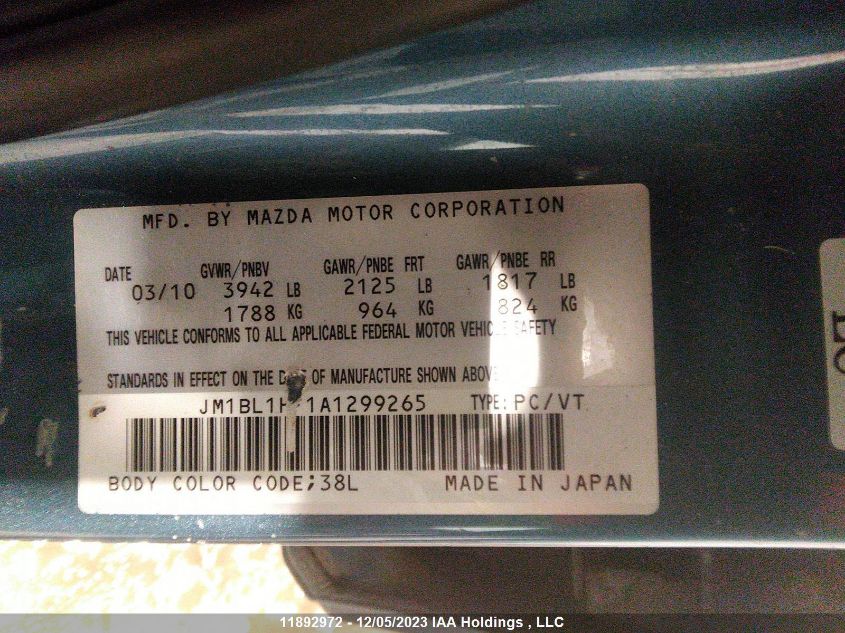 MFD. BY MAZDA MOTOR CORPORATION
DATE GVWR/PNBV GAWR/PNBE FRT GAWR/PNBE RR
03/10 3942 LB 2125 LB 1817 LB
1788 KG 964 KG 824 KG
THIS VEHICLE CONFORMS TO ALL APPLICABLE FEDERAL MOTOR VEHICLE SAFETY
STANDARDS IN EFFECT ON THE DATE OF MANUFACTURE SHOWN ABOVE
TYPE: PC/VT
BODY COLOR CODE;38L MADE IN JAPAN
11892972 - 12/05/2023 IAA Holdings , LLC